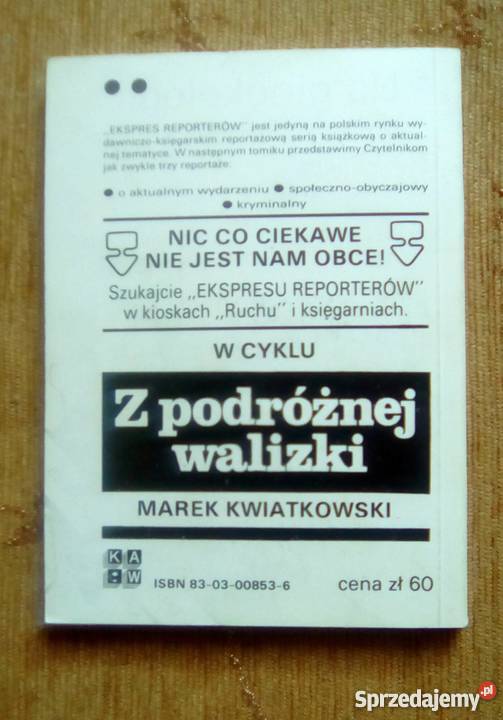 „EKSPRES REPORTERÓW” jest jedyną na polskim rynku wy-
dawniczo-księgarskim reportażową serią książkową o aktual-
nej tematyce. W następnym tomiku przedstawimy Czytelnikom
jak zwykle trzy reportaże:
● o aktualnym wydarzeniu ● społeczno-obyczajowy
● kryminalny
NIC CO CIEKAWE
NIE JEST NAM OBCE!
Szukajcie „EKSPRESU REPORTERÓW”
w kioskach „Ruchu” i księgarniach.
W CYKLU
Z podróżnej
walizki
MAREK KWIATKOWSKI
K A
W
ISBN 83-03-00853-6 cena zł 60
Sprzedajemy.pl